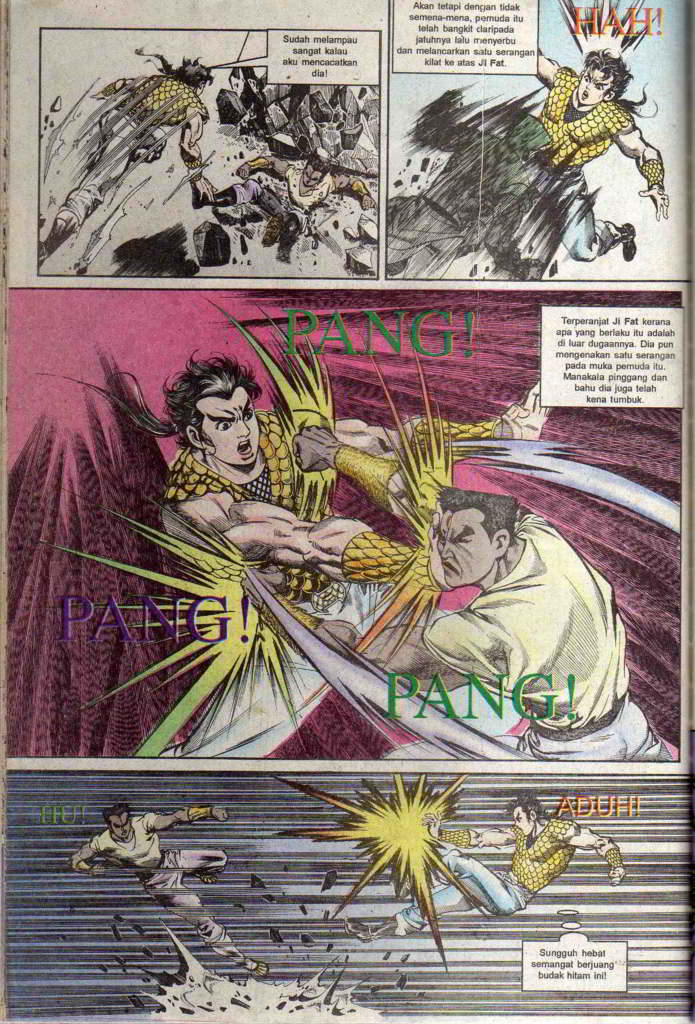 Sudah melampau
sangat kalau
aku mencacatkan
dia!
Akan tetapi dengan tidak
semena-mena, pemuda itu
telah bangkit claripada
jatuhnya lalu menyerbu
dan melancarkan satu serangan
kilat ke atas Ji Fat.
HAH!
PANG!
Terperanjat Ji Fat kerana
apa yang berlaku itu adalah
di luar dugaannya. Dia pun
mengenakan satu serangan
pada muka pemuda itu.
Manakala pinggang dan
bahu dia juga telah
kena tumbuk.
PANG!
PANG!
HU!
ADUH!
Sungguh hebat
semangat berjuang
budak hitam ini!